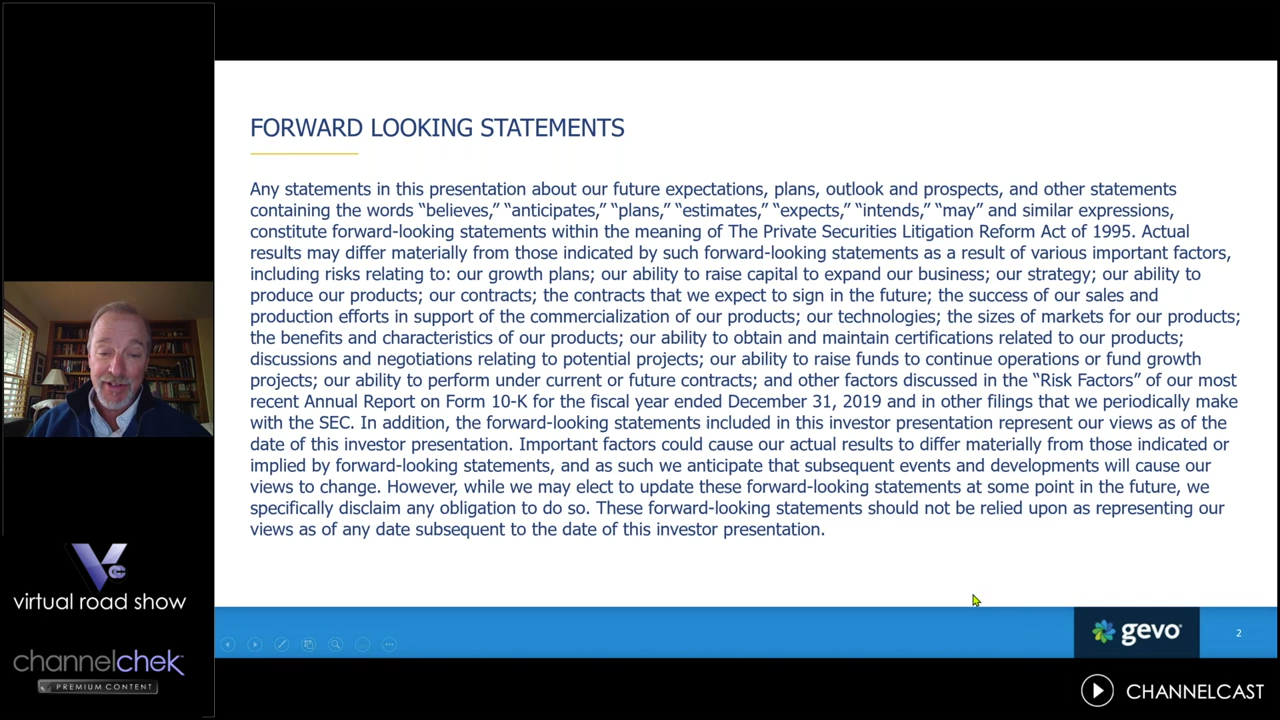 FORWARD LOOKING STATEMENTS
Any statements in this presentation about our future expectations, plans, outlook and prospects, and other statements
containing the words “believes,” “anticipates,” “plans,” “estimates,” “expects,” “intends,” “may” and similar expressions,
constitute forward-looking statements within the meaning of The Private Securities Litigation Reform Act of 1995. Actual
results may differ materially from those indicated by such forward-looking statements as a result of various important factors,
including risks relating to: our growth plans; our ability to raise capital to expand our business; our strategy; our ability to
produce our products; our contracts; the contracts that we expect to sign in the future; the success of our sales and
production efforts in support of the commercialization of our products; our technologies; the sizes of markets for our products;
the benefits and characteristics of our products; our ability to obtain and maintain certifications related to our products;
discussions and negotiations relating to potential projects; our ability to raise funds to continue operations or fund growth
projects; our ability to perform under current or future contracts; and other factors discussed in the “Risk Factors” of our most
recent Annual Report on Form 10-K for the fiscal year ended December 31, 2019 and in other filings that we periodically make
with the SEC. In addition, the forward-looking statements included in this investor presentation represent our views as of the
date of this investor presentation. Important factors could cause our actual results to differ materially from those indicated or
implied by forward-looking statements, and as such we anticipate that subsequent events and developments will cause our
views to change. However, while we may elect to update these forward-looking statements at some point in the future, we
specifically disclaim any obligation to do so. These forward-looking statements should not be relied upon as representing our
views as of any date subsequent to the date of this investor presentation.
gevo
2
Vc
virtual road show
channelchek
PREMIUM CONTENT
CHANNELCAST